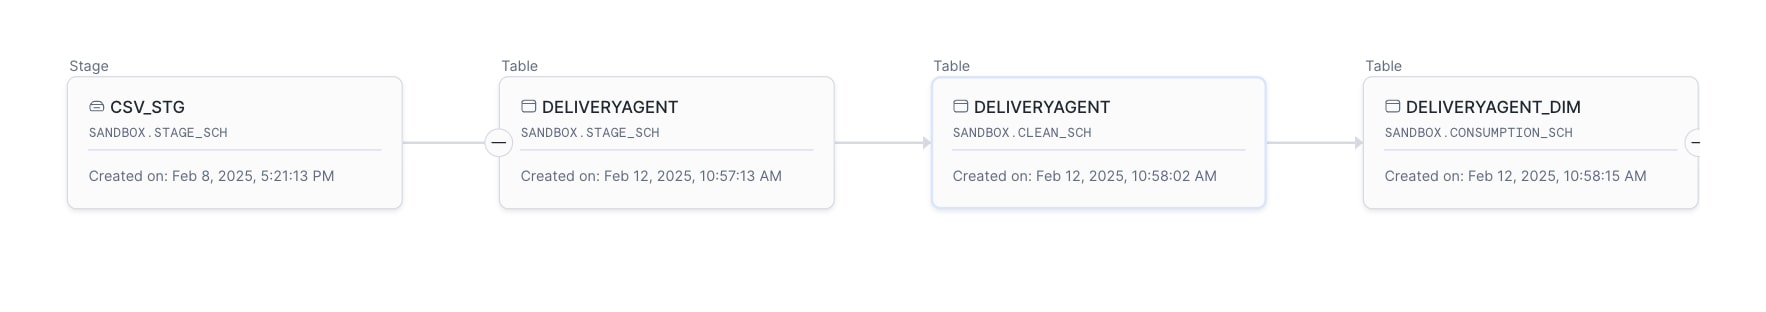 Stage
CSV_STG
SANDBOX.STAGE_SCH
Created on: Feb 8, 2025, 5:21:13 PM
Table
DELIVERYAGENT
SANDBOX.STAGE_SCH
Created on: Feb 12, 2025, 10:57:13 AM
Table
DELIVERYAGENT
SANDBOX.CLEAN_SCH
Created on: Feb 12, 2025, 10:58:02 AM
Table
DELIVERYAGENT_DIM
SANDBOX.CONSUMPTION_SCH
Created on: Feb 12, 2025, 10:58:15 AM